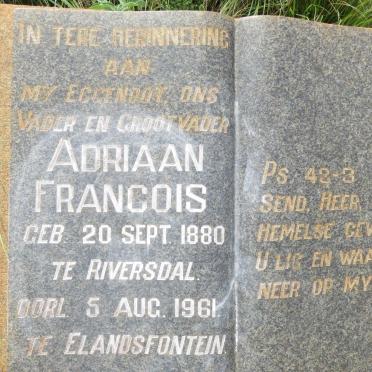 IN TERE HERINNERING
AAN
MY EGGENOOT, ONS
VADER EN GROOTVADER
ADRIAAN
FRANCOIS
GEB. 20 SEPT. 1880
TE RIVERSDAL.
OORL. 5 AUG. 1961.
TE ELANDSFONTEIN.
PS. 42-3
SEND, HEER
HEMELSE
U LIG EN
NEER OP MY